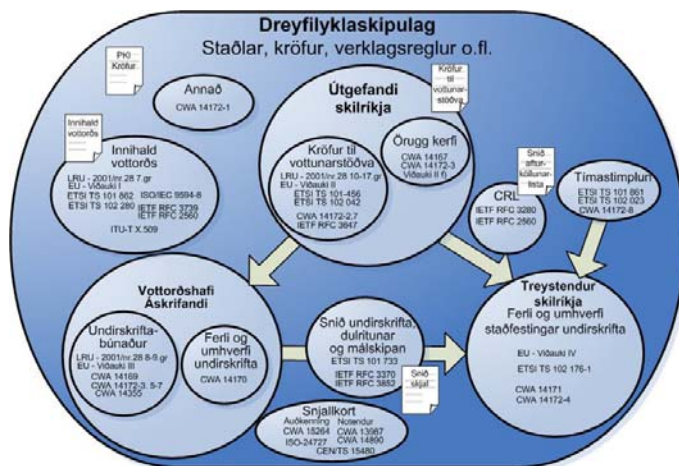 Dreyfilyklaskipulag
Staðlar, kröfur, verklagsreglur o.fl.
PKI
Kröfur
Annað
CWA 14172-1
Útgefandi
skilríkja
Kröfur
til
vottunar-
stöðva
Kröfur til
vottunarstöðva
LRU - 2001/nr.28 10-17.gr
EU - Viðauki II
ETSI TS 101-456
ETSI TS 102 042
CWA 14172-2,7
IETF RFC 3647
Örugg kerfi
CWA 14167
CWA 14172-3
Viðauki II f)
Innihald
vottorðs
Innihald
vottorðs
LRU - 2001/nr.28 7.gr
EU - Viðauki I
ETSI TS 101 862
ETSI TS 102 280
ISO/IEC 9594-8
IETF RFC 3739
IETF RFC 2560
ITU-T X.509
Snið
aftur-
köllunar-
lista
CRL
IETF RFC 3280
IETF RFC 2560
Tímastimplun
ETSI TS 101 861
ETSI TS 102 023
CWA 14172-8
Vottorðshafi
Áskrifandi
Undirskrifta-
búnaður
LRU - 2001/nr.28 8-9.gr
EU - Viðauki III
CWA 14169
CWA 14172-3. 5-7
CWA 14355
Ferli og
umhverfi
undirskrifta
CWA 14170
Snið undirskrifta,
dulritunar
og málskipan
ETSI TS 101 733
IETF RFC 3370
IETF RFC 3852
Snið
skjal
Treystendur
skilríkja
Ferli og umhverfi
staðfestingar undirskrifta
EU - Viðauki IV
ETSI TS 102 176-1
CWA 14171
CWA 14172-4
Snjallkort
Auðkenning
CWA 15264
ISO-24727
Notendur
CWA 13987
CWA 14890
CEN/TS 15480